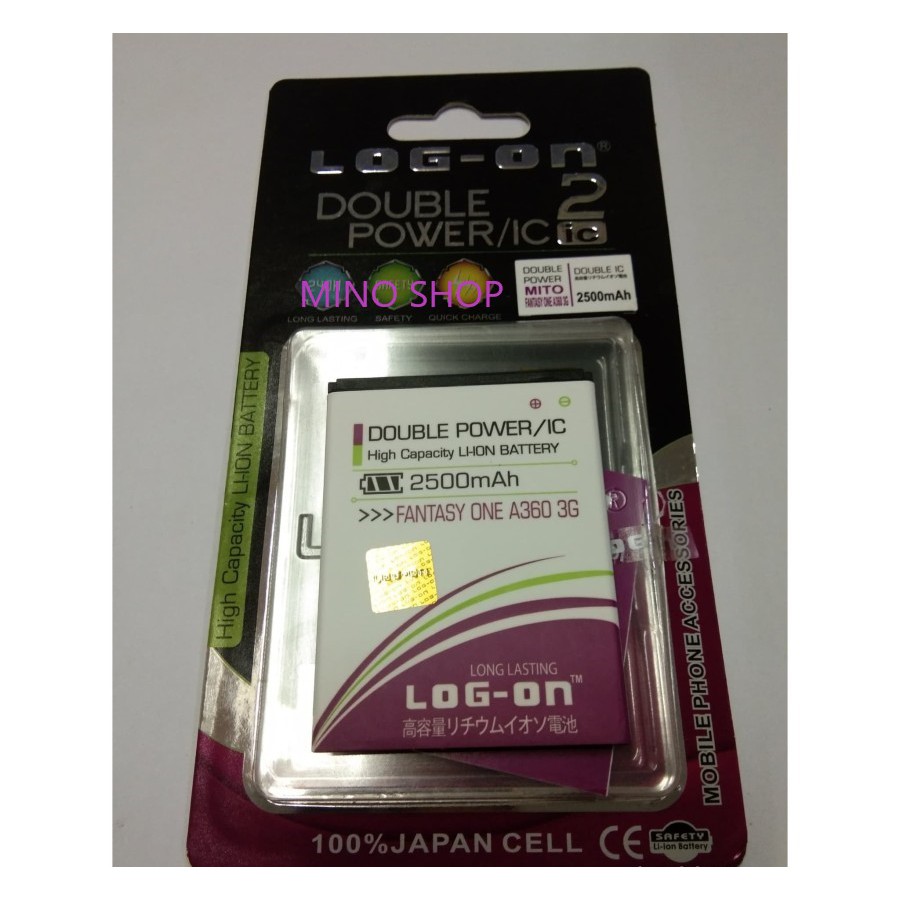 LOG-ON®
DOUBLE
POWER/IC
2
ic
SAFETY
MINO SHOP
LONG LASTING
SAFETY
QUICK CHARGE
DOUBLE
POWER
MITO
FANTASY ONE A360 3G
DOUBLE IC
2500mAh
High Capacity LI-ION BATTERY
DOUBLE POWER/IC
High Capacity LI-ION BATTERY
2500mAh
>>>FANTASY ONE A360 3G
LONG LASTING
LOG-ON™
高容量リチウムイオソ電池
MOBILE PHONE ACCESSORIES
100%JAPAN CELL
CE
SAFETY
Li-ion Battery